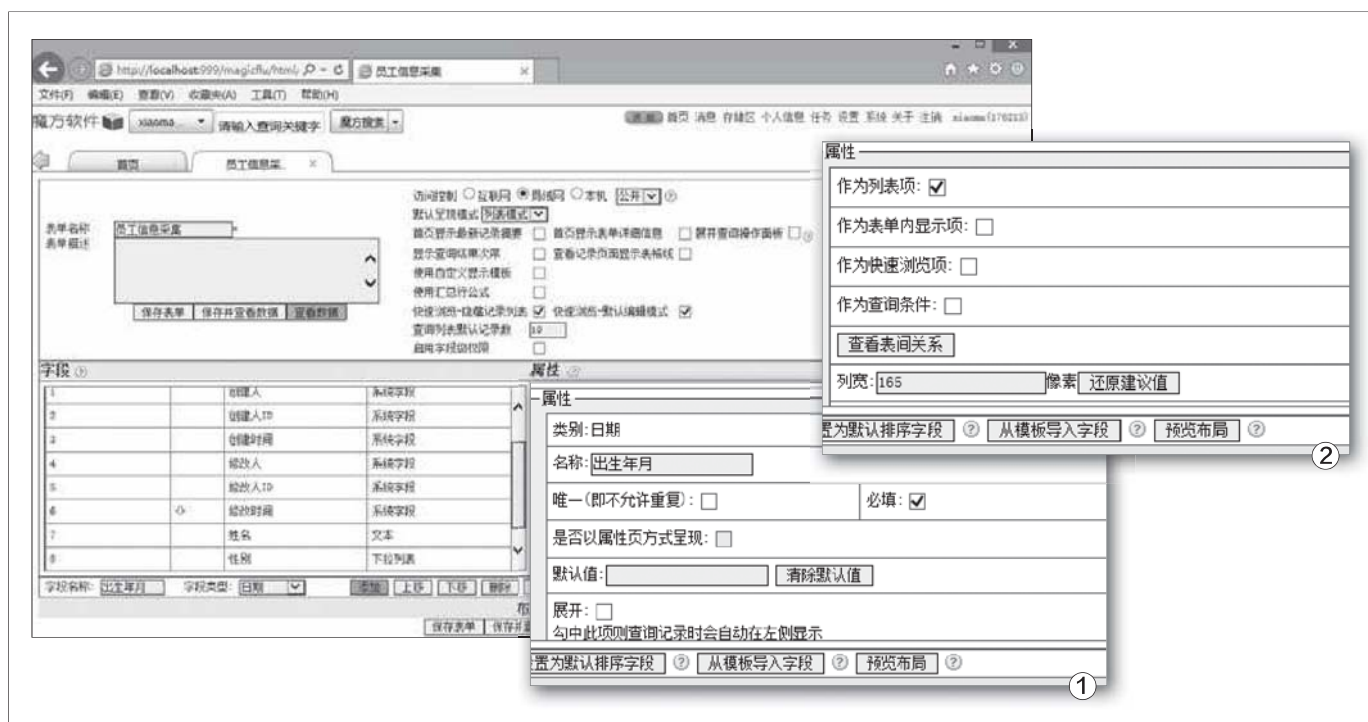 http://localhost:999/magicflu/html/
员工信息采集
文件(F) 编辑(E) 查看(V) 收藏夹(A) 工具(T) 帮助(H)
魔方软件 xiaoma 请输入查询关键字 魔方搜索
首页 消息 存储区 个人信息 任务 设置 系统 关于 注销
首页 员工信息采
访问控制 互联网 局域网 本机 公开
默认呈现模式 列表模式
表单名称 员工信息采集 *
表单描述
首页显示最新记录摘要 首页显示表单详细信息 展开查询操作面板
显示查询结果次序 查看记录页面显示表格线
使用自定义显示模板
使用汇总行公式
保存表单 保存并查看数据 查看数据
快速浏览-隐藏记录列表 快速浏览-默认编辑模式
查询列表默认记录数 10
启用字段级权限
字段
1 创建人 系统字段
2 创建人ID 系统字段
3 创建时间 系统字段
4 修改人 系统字段
5 修改人ID 系统字段
6 修改时间 系统字段
7 姓名 文本
8 性别 下拉列表
字段名称: 出生年月 字段类型: 日期 添加 上移 下移 删除
布
保存表单 保存并
属性
属性
类别:日期
名称:出生年月
唯一(即不允许重复): 必填:
是否以属性页方式呈现:
默认值: 清除默认值
展开:
勾中此项则查询记录时会自动在左侧显示
置为默认排序字段 ? 从模板导入字段 ? 预览布局 ?
①
属性
作为列表项:
作为表单内显示项:
作为快速浏览项:
作为查询条件:
查看表间关系
列宽:165 像素 还原建议值
置为默认排序字段 ? 从模板导入字段 ? 预览布局 ?
②